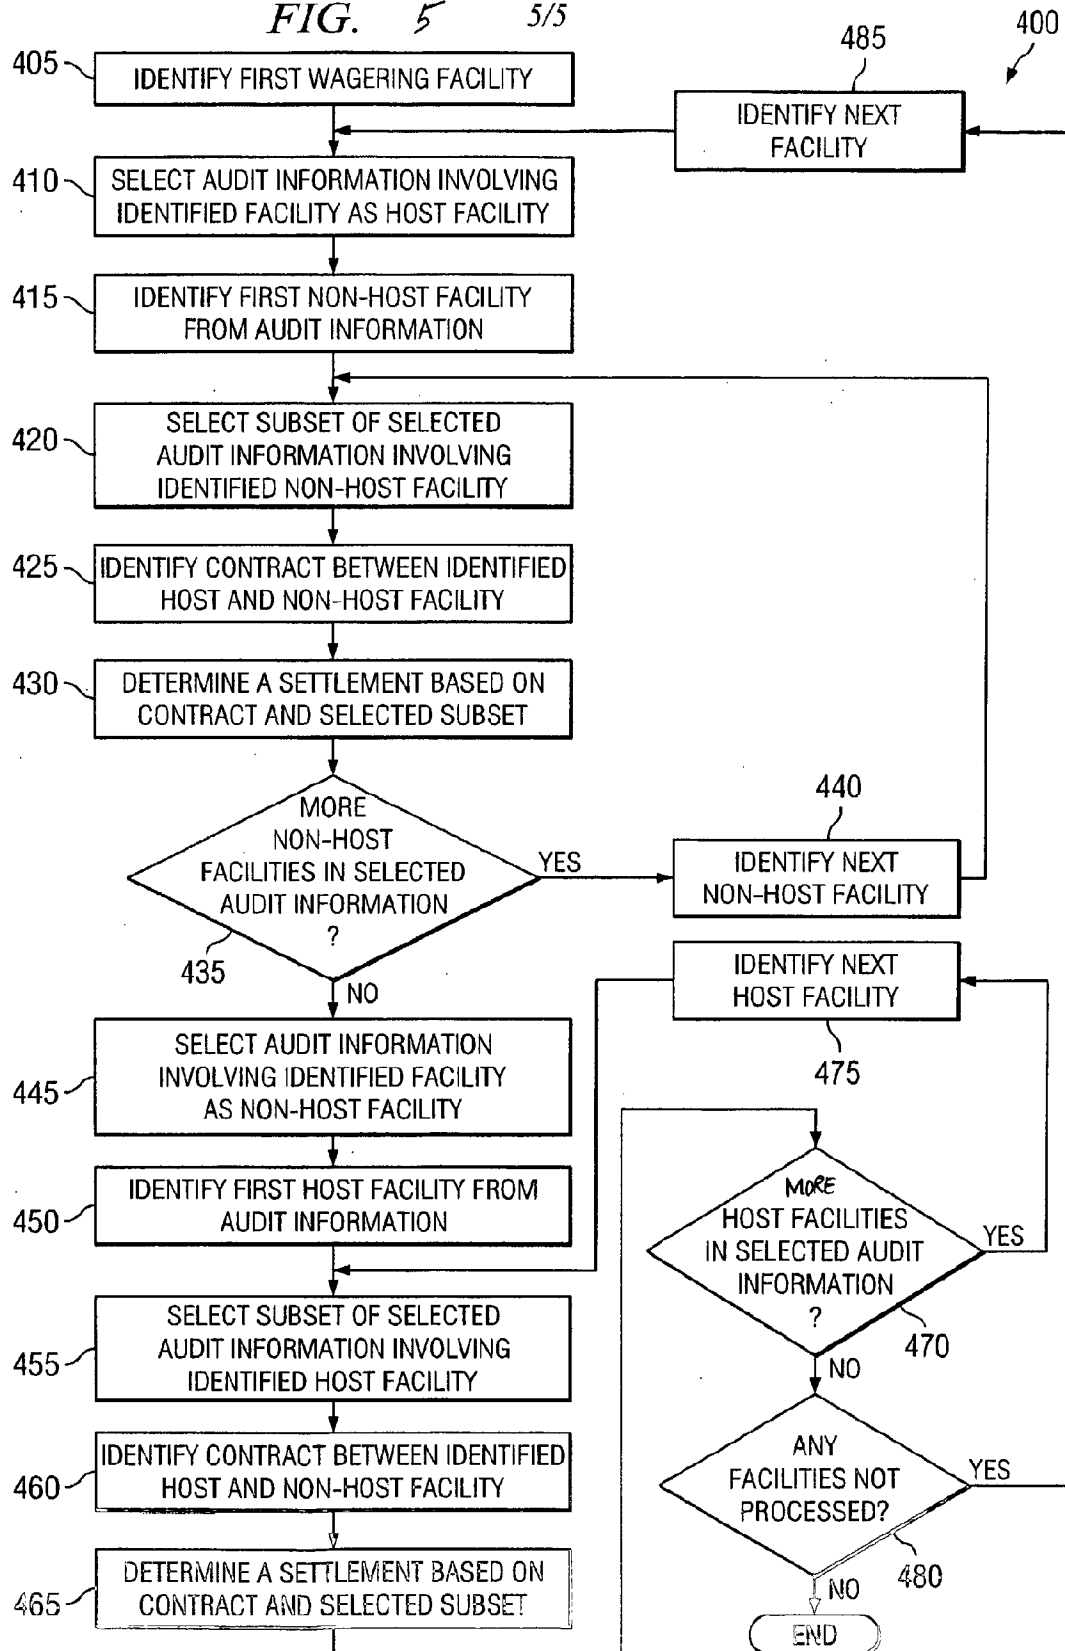 FIG. 5
5/5
400
405
IDENTIFY FIRST WAGERING FACILITY
485
IDENTIFY NEXT
FACILITY
410
SELECT AUDIT INFORMATION INVOLVING
IDENTIFIED FACILITY AS HOST FACILITY
415
IDENTIFY FIRST NON-HOST FACILITY
FROM AUDIT INFORMATION
420
SELECT SUBSET OF SELECTED
AUDIT INFORMATION INVOLVING
IDENTIFIED NON-HOST FACILITY
425
IDENTIFY CONTRACT BETWEEN IDENTIFIED
HOST AND NON-HOST FACILITY
430
DETERMINE A SETTLEMENT BASED ON
CONTRACT AND SELECTED SUBSET
MORE
NON-HOST
FACILITIES IN SELECTED
AUDIT INFORMATION
?
435
YES
NO
440
IDENTIFY NEXT
NON-HOST FACILITY
IDENTIFY NEXT
HOST FACILITY
475
445
SELECT AUDIT INFORMATION
INVOLVING IDENTIFIED FACILITY
AS NON-HOST FACILITY
450
IDENTIFY FIRST HOST FACILITY FROM
AUDIT INFORMATION
455
SELECT SUBSET OF SELECTED
AUDIT INFORMATION INVOLVING
IDENTIFIED HOST FACILITY
460
IDENTIFY CONTRACT BETWEEN IDENTIFIED
HOST AND NON-HOST FACILITY
465
DETERMINE A SETTLEMENT BASED ON
CONTRACT AND SELECTED SUBSET
MORE
HOST FACILITIES
IN SELECTED AUDIT
INFORMATION
?
YES
470
NO
ANY
FACILITIES NOT
PROCESSED?
YES
480
NO
END